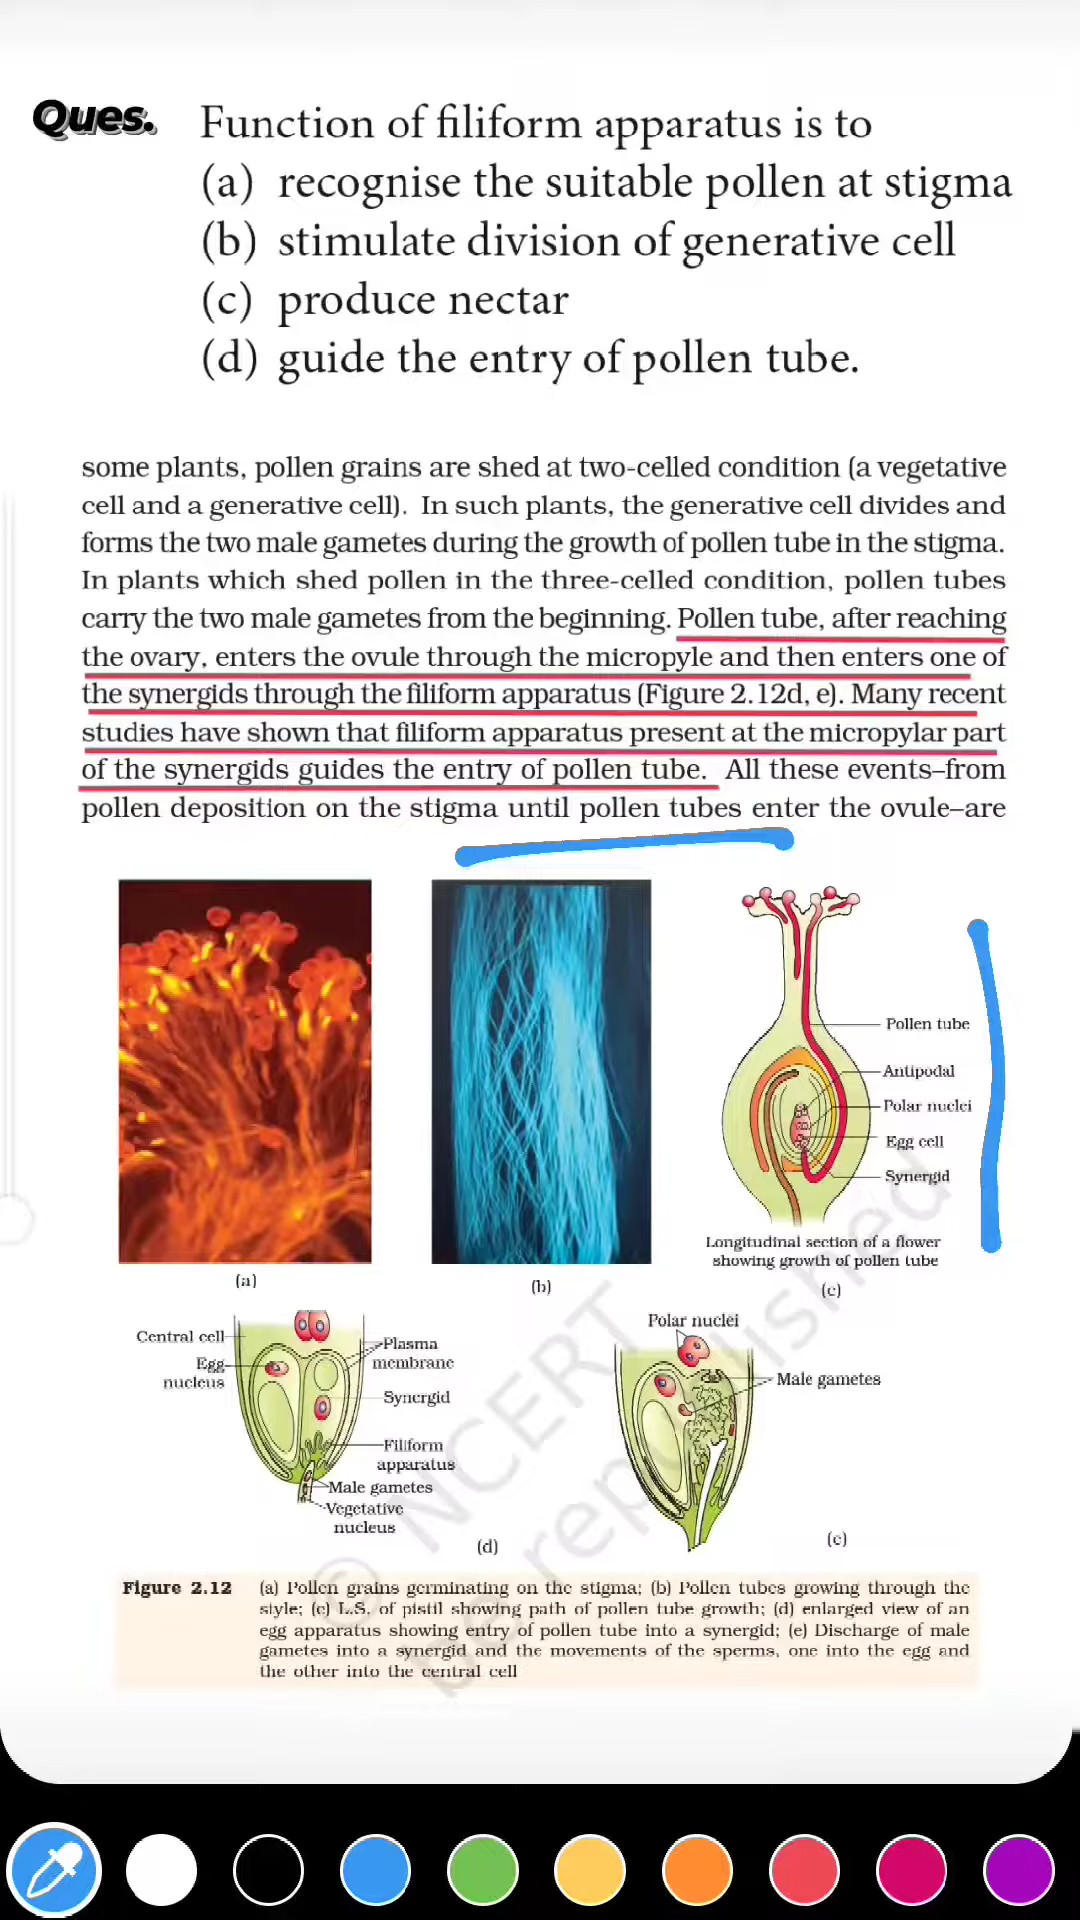 Ques. Function of filiform apparatus is to
(a) recognise the suitable pollen at stigma
(b) stimulate division of generative cell
(c) produce nectar
(d) guide the entry of pollen tube.
some plants, pollen grains are shed at two-celled condition (a vegetative
cell and a generative cell). In such plants, the generative cell divides and
forms the two male gametes during the growth of pollen tube in the stigma.
In plants which shed pollen in the three-celled condition, pollen tubes
carry the two male gametes from the beginning. Pollen tube, after reaching
the ovary, enters the ovule through the micropyle and then enters one of
the synergids through the filiform apparatus (Figure 2.12d, e). Many recent
studies have shown that filiform apparatus present at the micropylar part
of the synergids guides the entry of pollen tube. All these events–from
pollen deposition on the stigma until pollen tubes enter the ovule–are
Pollen tube
Antipodal
Polar nuclei
Egg cell
Synergid
Longitudinal section of a flower
showing growth of pollen tube
(a)
(b)
(c)
Central cell
Egg
nucleus
Plasma
membrane
Synergid
Filiform
apparatus
Male gametes
Vegetative
nucleus
(d)
Polar nuclei
Male gametes
(e)
Figure 2.12 (a) Pollen grains germinating on the stigma; (b) Pollen tubes growing through the
style; (c) L.S. of pistil showing path of pollen tube growth; (d) enlarged view of an
egg apparatus showing entry of pollen tube into a synergid; (e) Discharge of male
gametes into a synergid and the movements of the sperms, one into the egg and
the other into the central cell
© NCERT
be republished